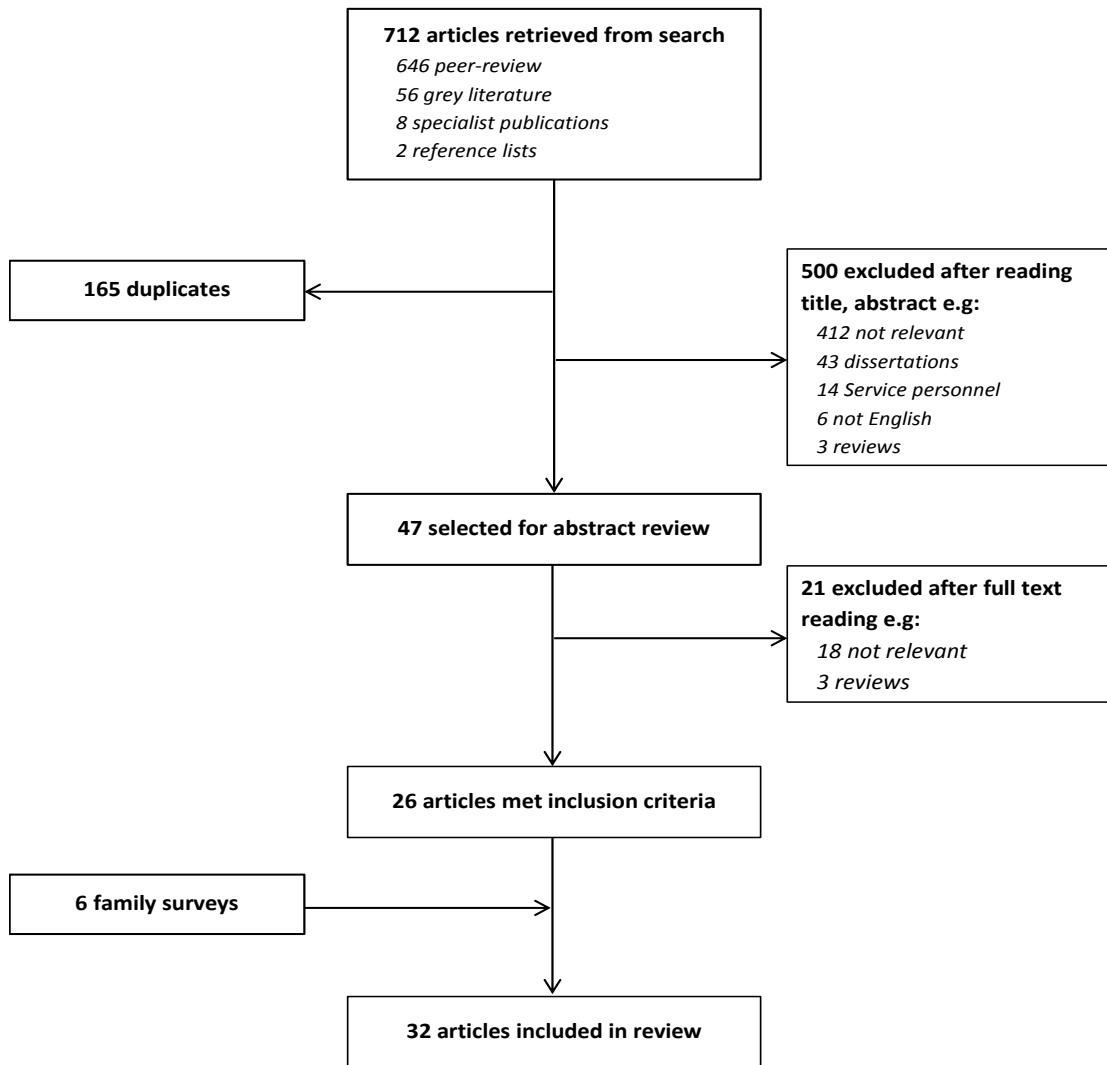 712 articles retrieved from search
646 peer-review
56 grey literature
8 specialist publications
2 reference lists
165 duplicates
500 excluded after reading
title, abstract e.g:
412 not relevant
43 dissertations
14 Service personnel
6 not English
3 reviews
47 selected for abstract review
21 excluded after full text
reading e.g:
18 not relevant
3 reviews
26 articles met inclusion criteria
6 family surveys
32 articles included in review